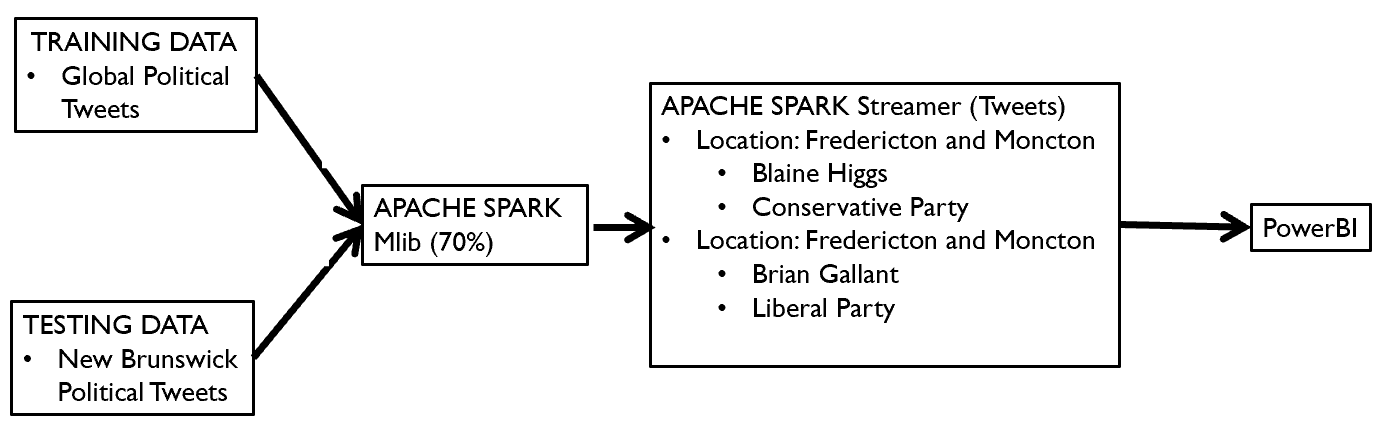 TRAINING DATA
• Global Political
Tweets
APACHE SPARK
Mlib (70%)
TESTING DATA
• New Brunswick
Political Tweets
APACHE SPARK Streamer (Tweets)
• Location: Fredericton and Moncton
• Blaine Higgs
• Conservative Party
• Location: Fredericton and Moncton
• Brian Gallant
• Liberal Party
PowerBI